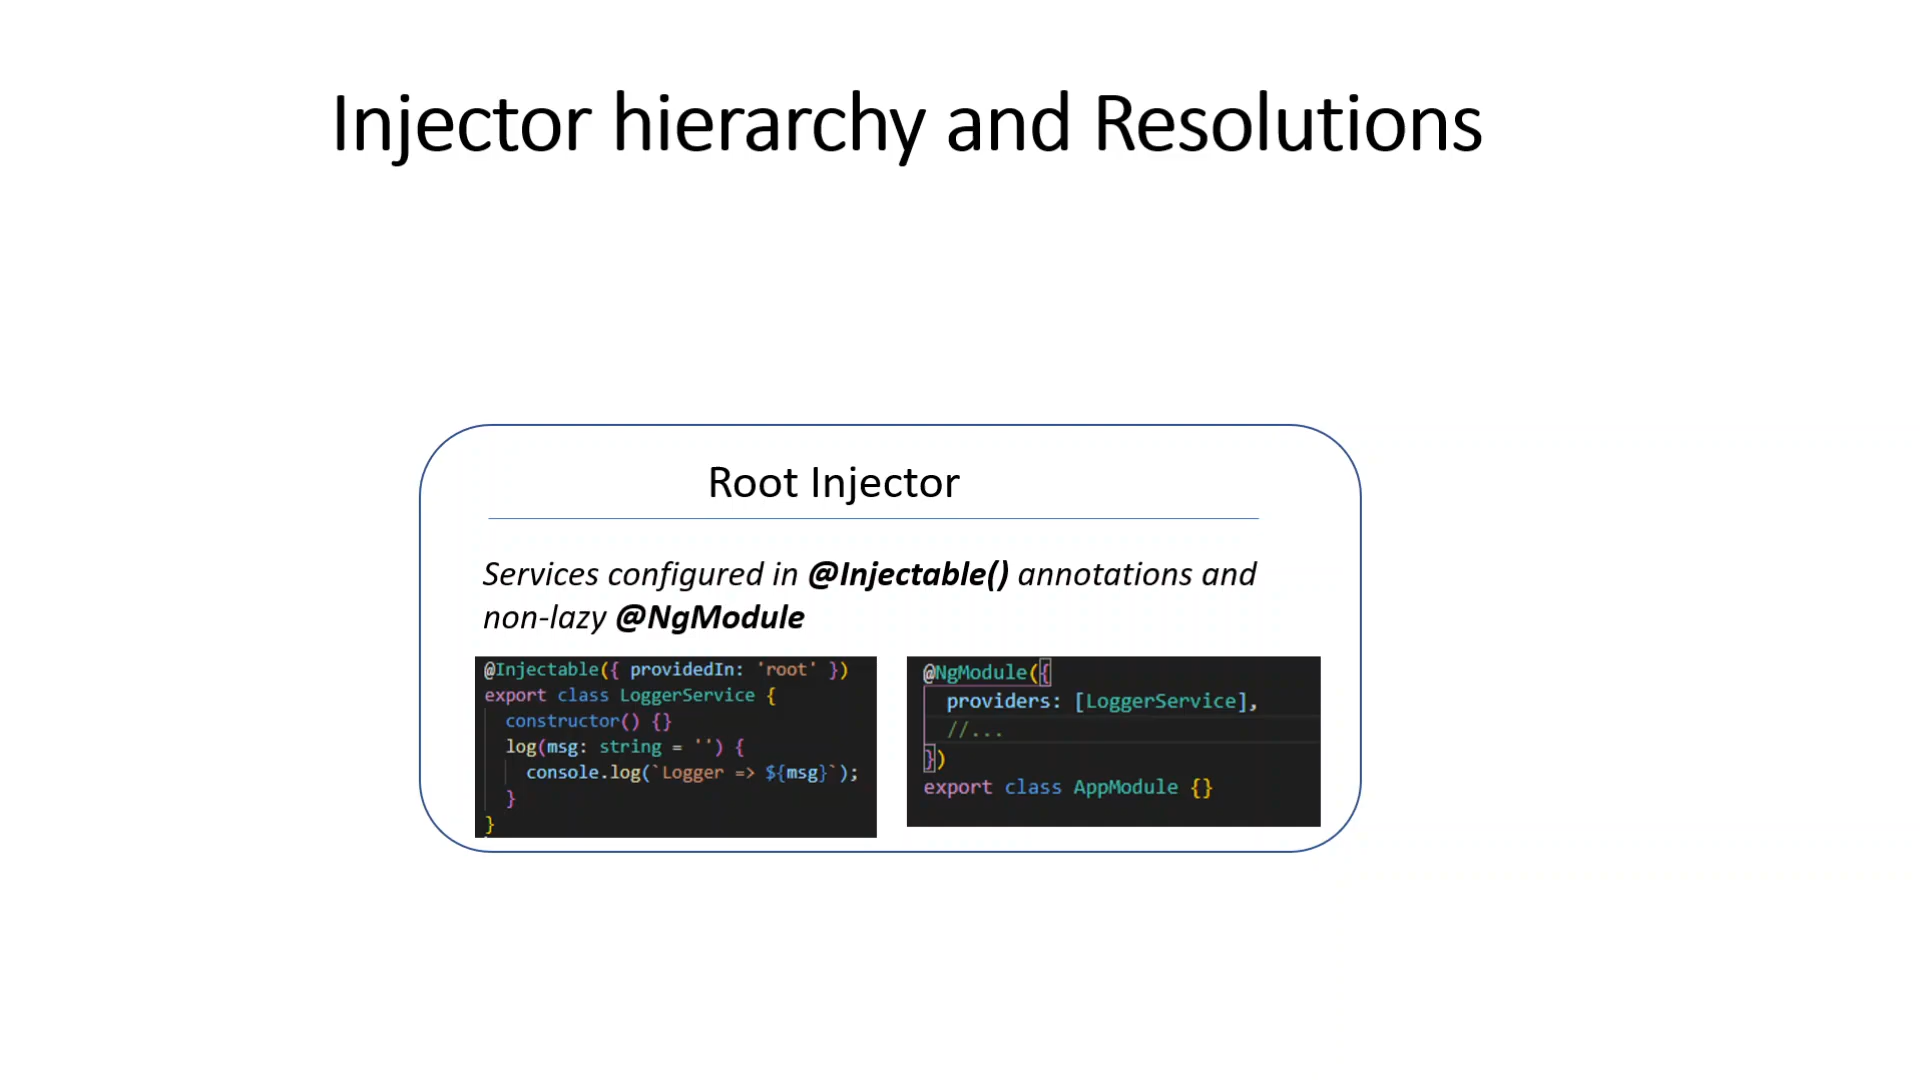 Injector hierarchy and Resolutions
Root Injector
Services configured in @Injectable() annotations and
non-lazy @NgModule
@Injectable({ providedIn: 'root' })
export class LoggerService {
constructor() {}
log(msg: string = '') {
console.log(`Logger => ${msg}`);
}
}
@NgModule({
providers: [LoggerService],
//...
})
export class AppModule {}